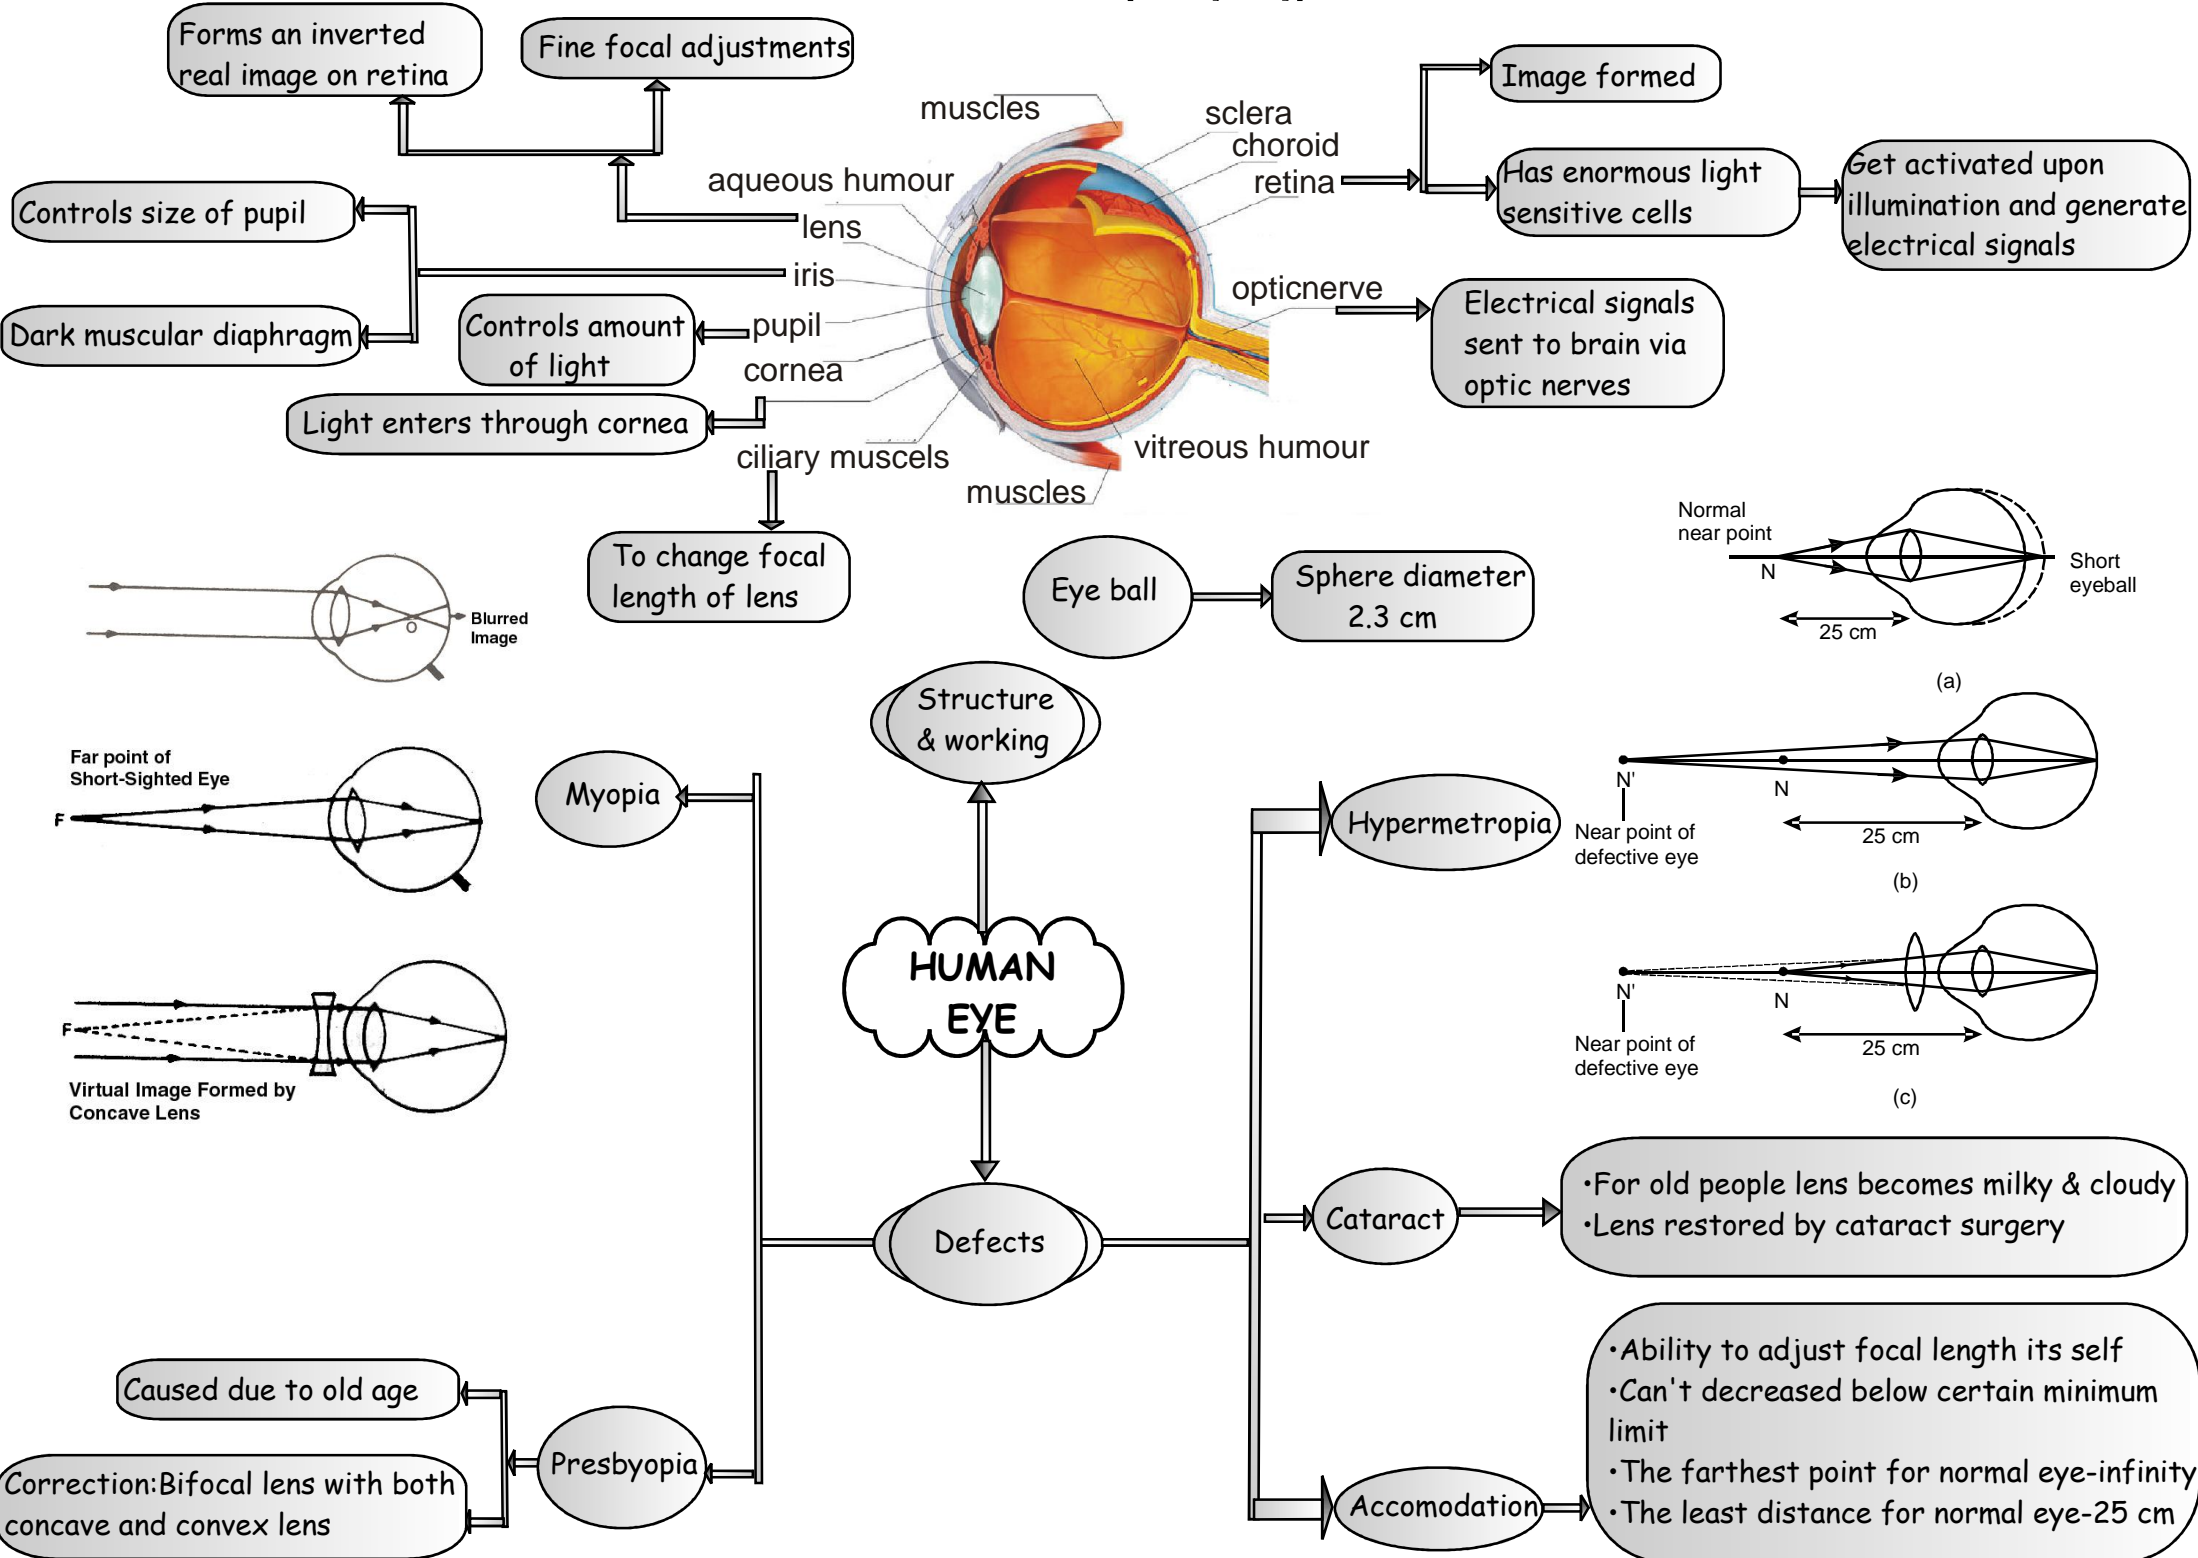 Forms an inverted
real image on retina
Fine focal adjustments
Image formed
muscles
sclera
choroid
retina
Has enormous light
sensitive cells
Get activated upon
illumination and generate
electrical signals
aqueous humour
lens
Controls size of pupil
iris
opticnerve
Electrical signals
sent to brain via
optic nerves
Dark muscular diaphragm
Controls amount
of light
pupil
cornea
Light enters through cornea
ciliary muscels
vitreous humour
muscles
To change focal
length of lens
Eye ball
Sphere diameter
2.3 cm
Normal
near point
N
Short
eyeball
25 cm
(a)
O
Blurred
Image
Structure
& working
Far point of
Short-Sighted Eye
F
Myopia
Hypermetropia
N'
N
Near point of
defective eye
25 cm
(b)
HUMAN
EYE
F
Virtual Image Formed by
Concave Lens
N'
N
Near point of
defective eye
25 cm
(c)
Defects
Cataract
•For old people lens becomes milky & cloudy
•Lens restored by cataract surgery
Caused due to old age
Presbyopia
Correction:Bifocal lens with both
concave and convex lens
Accomodation
•Ability to adjust focal length its self
•Can't decreased below certain minimum
limit
•The farthest point for normal eye-infinity
•The least distance for normal eye-25 cm